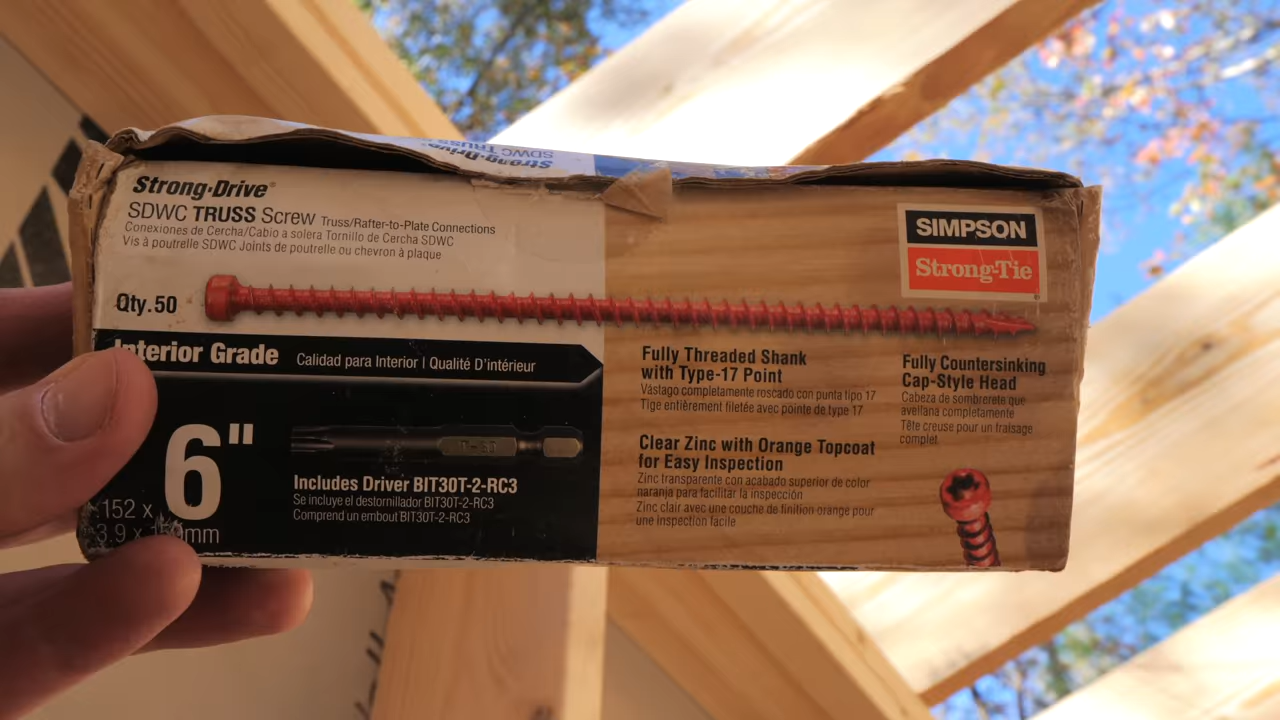 Strong-Drive
SDWC TRUSS
Strong-Drive®
SDWC TRUSS Screw Truss/Rafter-to-Plate Connections
Conexiones de Cercha/Cabio a solera Tornillo de Cercha SDWC
Vis à poutrelle SDWC Joints de poutrelle ou chevron à plaque
SIMPSON
Strong-Tie
®
Qty. 50
Interior Grade Calidad para Interior | Qualité D'intérieur
6"
152 x
3.9 x mm
Includes Driver BIT30T-2-RC3
Se incluye el destornillador BIT30T-2-RC3
Comprend un embout BIT30T-2-RC3
Fully Threaded Shank
with Type-17 Point
Vástago completamente roscado con punta tipo 17
Tige entièrement filetée avec pointe de type 17
Clear Zinc with Orange Topcoat
for Easy Inspection
Zinc transparente con acabado superior de color
naranja para facilitar la inspección
Zinc clair avec une couche de finition orange pour
une inspection facile
Fully Countersinking
Cap-Style Head
Cabeza de sombrerete que
avellana completamente
Tête creuse pour un fraisage
complet